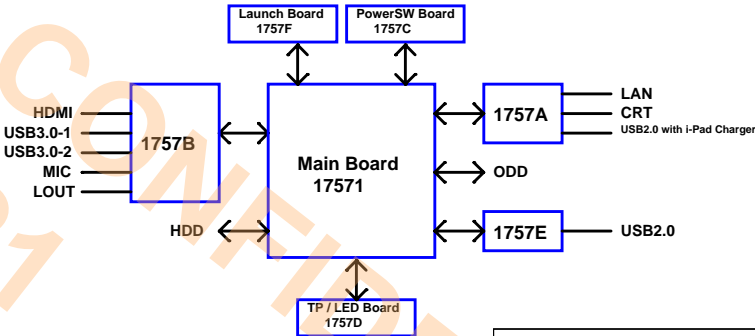 Launch Board
1757F
PowerSW Board
1757C
HDMI
USB3.0-1
USB3.0-2
MIC
LOUT
1757B
Main Board
17571
1757A
LAN
CRT
USB2.0 with i-Pad Charger
ODD
HDD
1757E
USB2.0
TP / LED Board
1757D